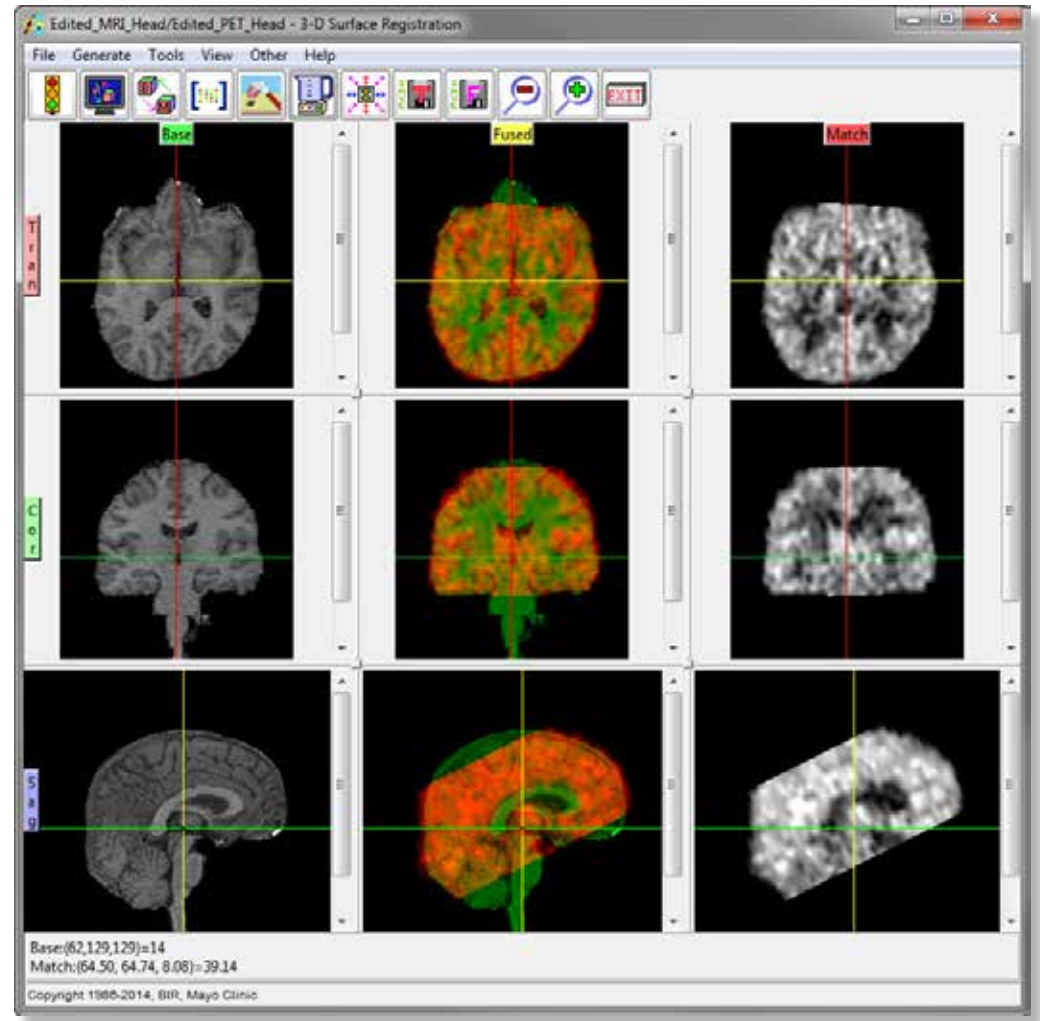 Edited_MRI_Head/Edited_PET_Head - 3-D Surface Registration
File Generate Tools View Other Help
EXIT
Base Fused Match
Tran
Cor
Sag
Base:(62,129,129)=14
Match:(64.50, 64.74, 8.08)=39.14
Copyright 1986-2014, BIR, Mayo Clinic